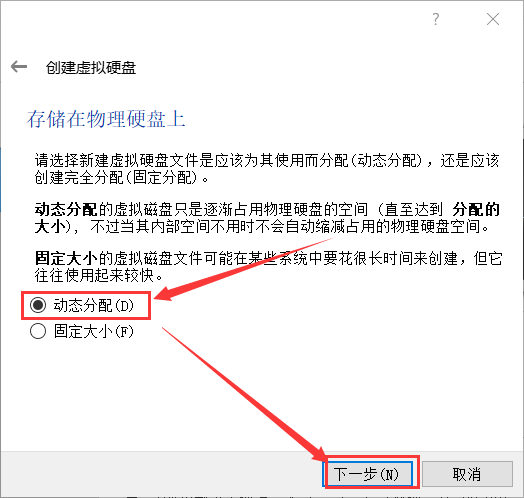 ?
创建虚拟硬盘
存储在物理硬盘上
请选择新建虚拟硬盘文件是应该为其使用而分配(动态分配)，还是应该
创建完全分配(固定分配)。
动态分配的虚拟磁盘只是逐渐占用物理硬盘的空间 (直至达到 分配的
大小)，不过当其内部空间不用时不会自动缩减占用的物理硬盘空间。
固定大小的虚拟磁盘文件可能在某些系统中要花很长时间来创建，但它
往往使用起来较快。
动态分配(D)
固定大小(F)
下一步(N) 取消